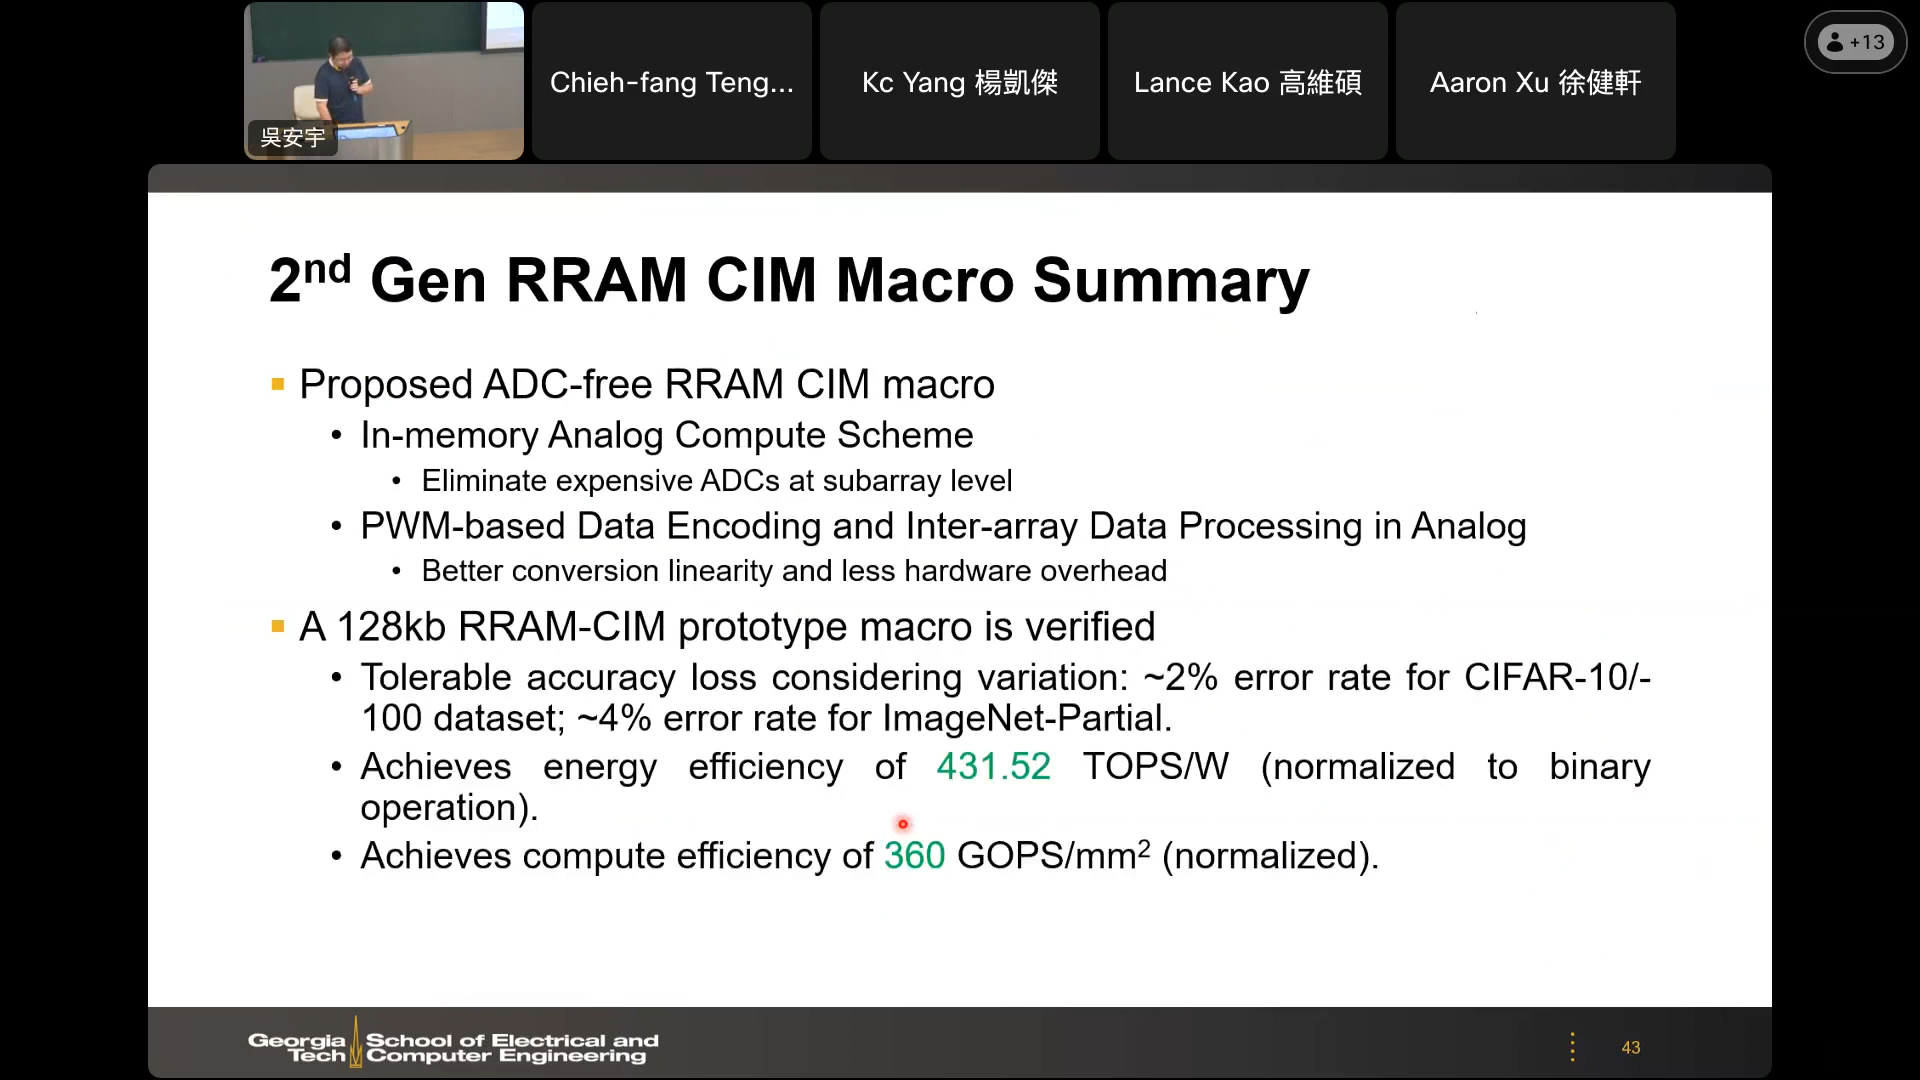 吳安宇
Chieh-fang Teng...
Kc Yang 楊凱傑
Lance Kao 高維碩
Aaron Xu 徐健軒
+13
2nd Gen RRAM CIM Macro Summary
Proposed ADC-free RRAM CIM macro
In-memory Analog Compute Scheme
Eliminate expensive ADCs at subarray level
PWM-based Data Encoding and Inter-array Data Processing in Analog
Better conversion linearity and less hardware overhead
A 128kb RRAM-CIM prototype macro is verified
Tolerable accuracy loss considering variation: ~2% error rate for CIFAR-10/-
100 dataset; ~4% error rate for ImageNet-Partial.
Achieves energy efficiency of 431.52 TOPS/W (normalized to binary
operation).
Achieves compute efficiency of 360 GOPS/mm² (normalized).
Georgia Tech School of Electrical and
Computer Engineering
43